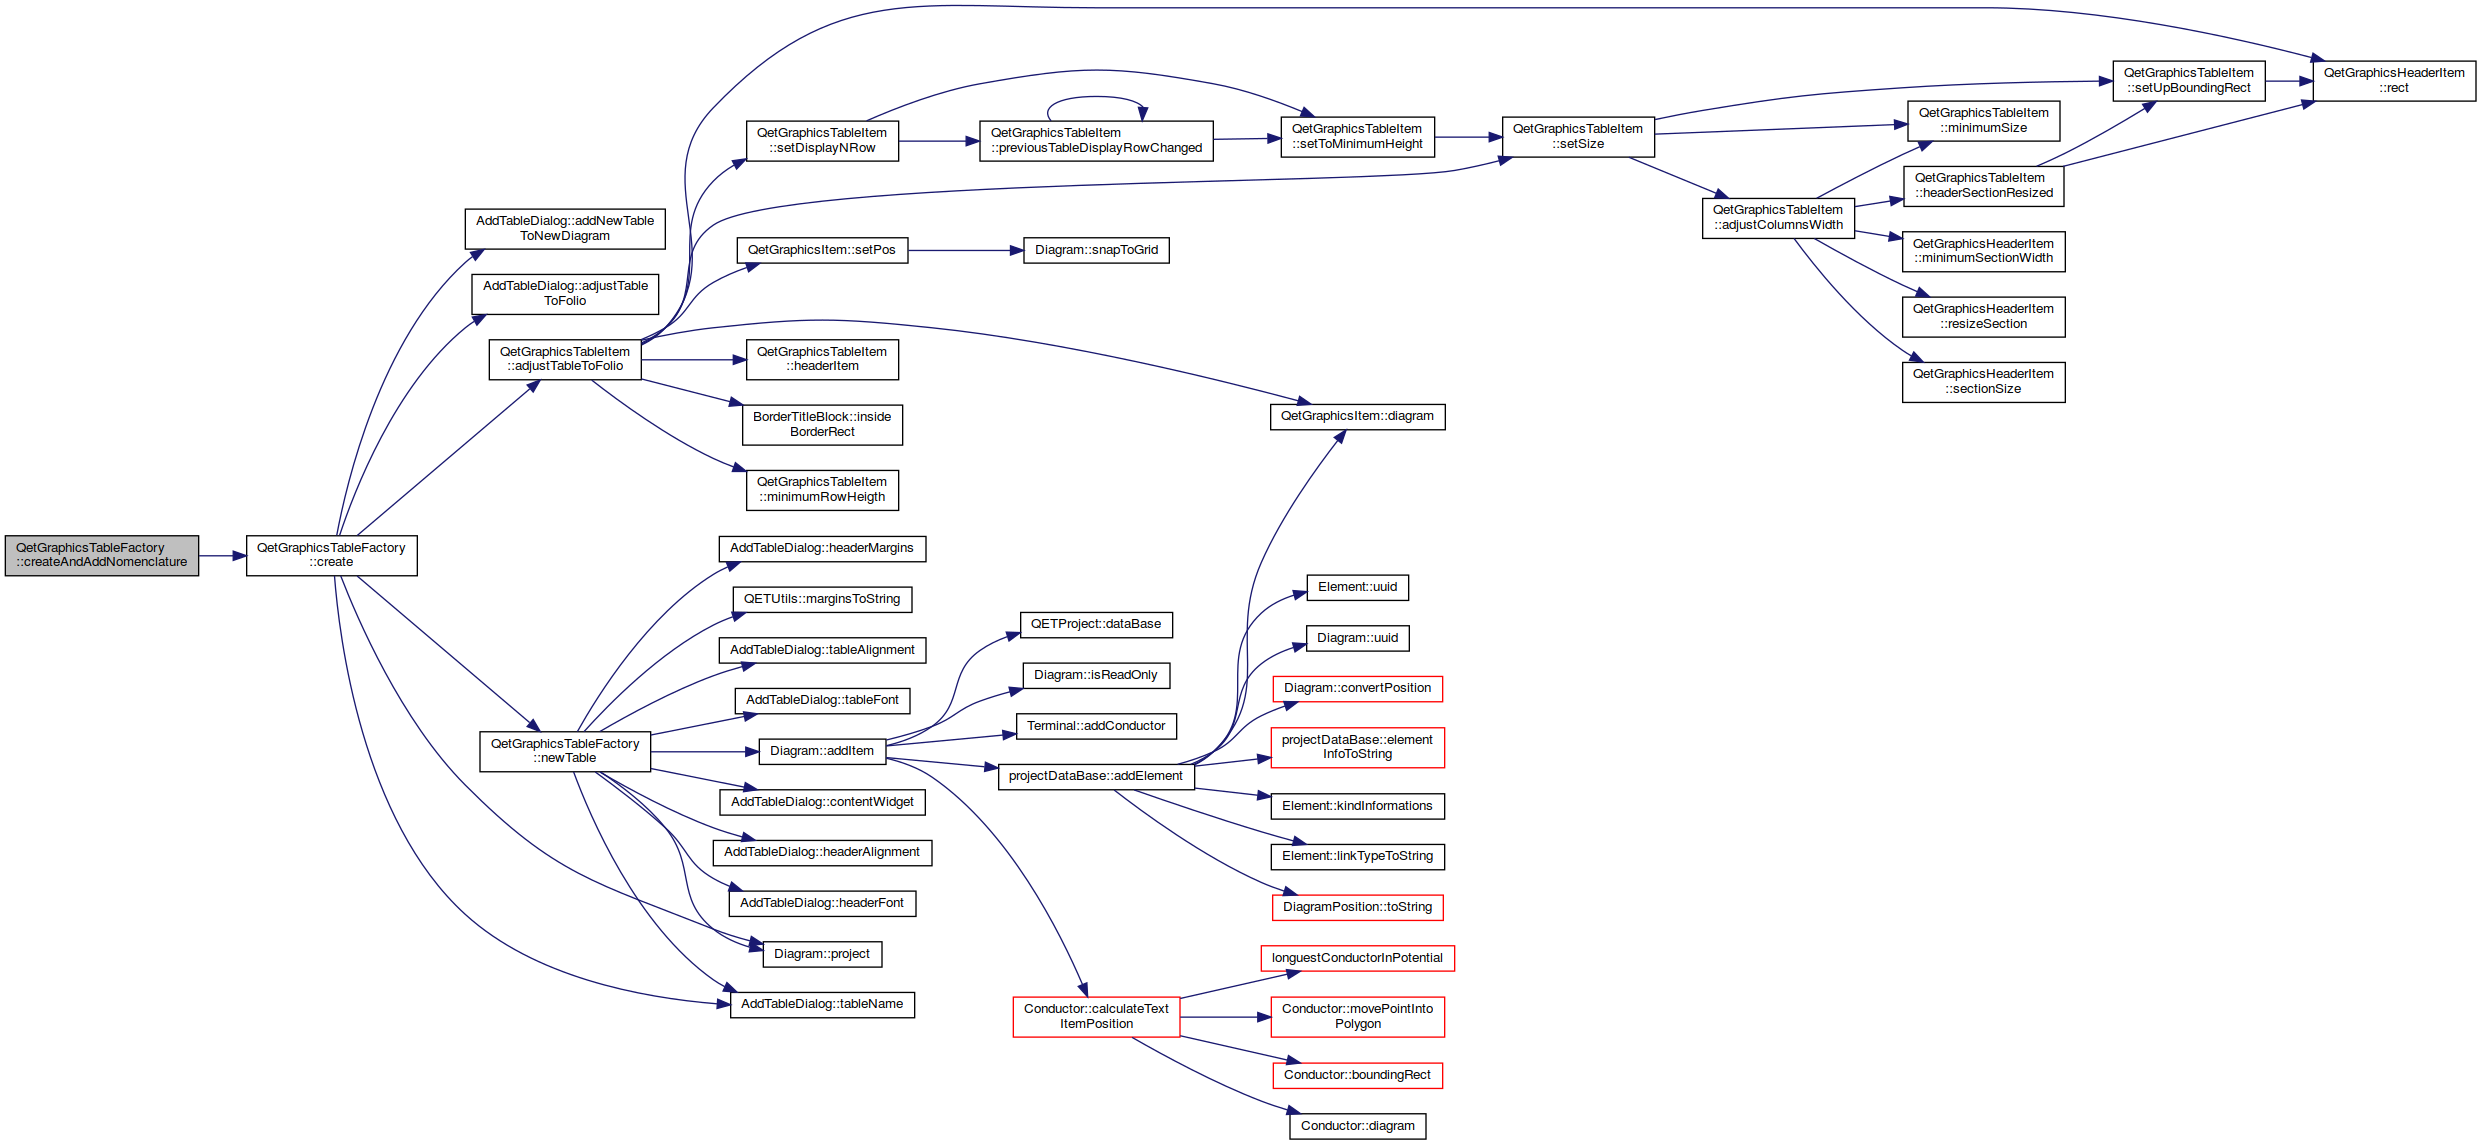 QetGraphicsTableFactory
::createAndAddNomenclature
QetGraphicsTableFactory
::create
AddTableDialog::addNewTable
ToNewDiagram
AddTableDialog::adjustTable
ToFolio
QetGraphicsTableItem
::adjustTableToFolio
QetGraphicsTableFactory
::newTable
QetGraphicsTableItem
::setDisplayNRow
QetGraphicsItem::setPos
QetGraphicsTableItem
::headerItem
BorderTitleBlock::inside
BorderRect
QetGraphicsTableItem
::minimumRowHeigth
AddTableDialog::headerMargins
QETUtils::marginsToString
AddTableDialog::tableAlignment
AddTableDialog::tableFont
Diagram::addItem
AddTableDialog::contentWidget
AddTableDialog::headerAlignment
AddTableDialog::headerFont
Diagram::project
AddTableDialog::tableName
QetGraphicsTableItem
::previousTableDisplayRowChanged
Diagram::snapToGrid
QETProject::dataBase
Diagram::isReadOnly
Terminal::addConductor
projectDataBase::addElement
Conductor::calculateText
ItemPosition
QetGraphicsTableItem
::setToMinimumHeight
QetGraphicsItem::diagram
Element::uuid
Diagram::uuid
Diagram::convertPosition
projectDataBase::element
InfoToString
Element::kindInformations
Element::linkTypeToString
DiagramPosition::toString
longuestConductorInPotential
Conductor::movePointInto
Polygon
Conductor::boundingRect
Conductor::diagram
QetGraphicsTableItem
::setSize
QetGraphicsTableItem
::adjustColumnsWidth
QetGraphicsTableItem
::minimumSize
QetGraphicsTableItem
::headerSectionResized
QetGraphicsHeaderItem
::minimumSectionWidth
QetGraphicsHeaderItem
::resizeSection
QetGraphicsHeaderItem
::sectionSize
QetGraphicsTableItem
::setUpBoundingRect
QetGraphicsHeaderItem
::rect